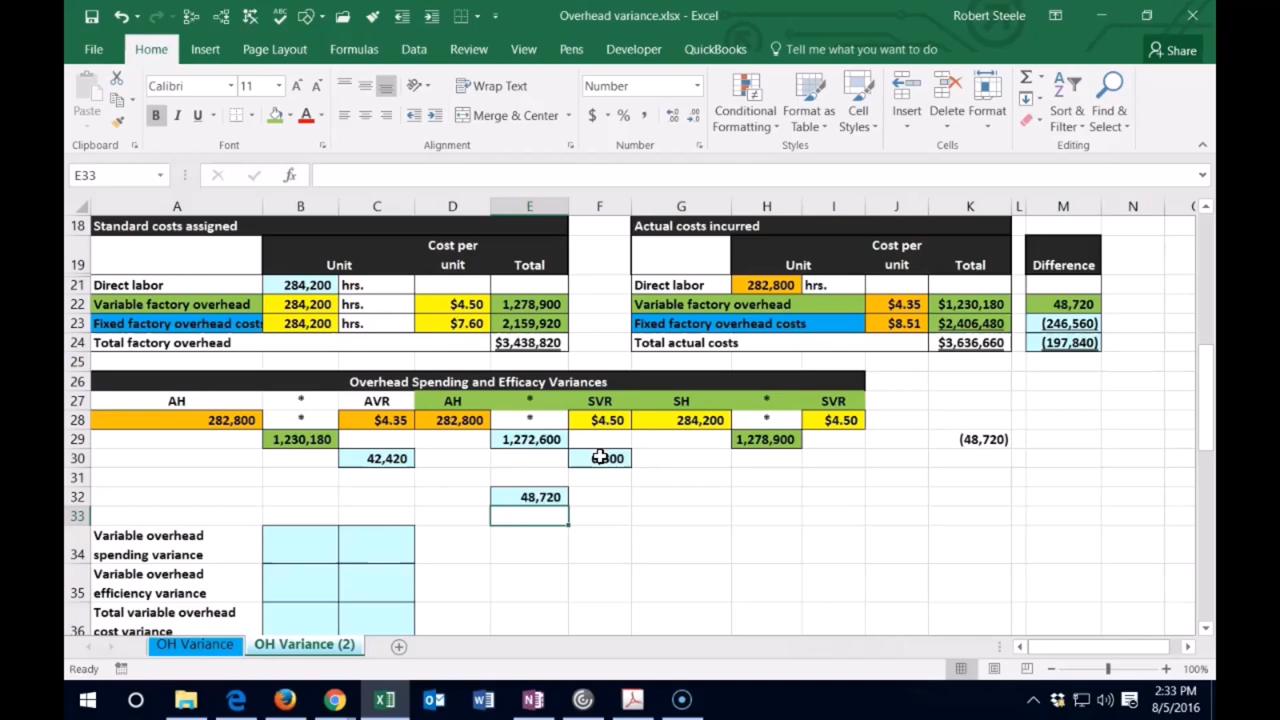 Overhead variance.xlsx - Excel
Robert Steele
File Home Insert Page Layout Formulas Data Review View Pens Developer QuickBooks Tell me what you want to do Share
Paste
Calibri 11
B I U
Wrap Text
Merge & Center
Number
$ % ,
Conditional Formatting
Format as Table
Cell Styles
Insert
Delete
Format
Sort & Filter
Find & Select
Clipboard Font Alignment Number Styles Cells Editing
E33 fx
A B C D E F G H I J K L M N
18 Standard costs assigned Actual costs incurred
19 Unit Cost per unit Total Unit Cost per unit Total Difference
21 Direct labor 284,200 hrs. Direct labor 282,800 hrs.
22 Variable factory overhead 284,200 hrs. $4.50 1,278,900 Variable factory overhead $4.35 $1,230,180 48,720
23 Fixed factory overhead costs 284,200 hrs. $7.60 2,159,920 Fixed factory overhead costs $8.51 $2,406,480 (246,560)
24 Total factory overhead $3,438,820 Total actual costs $3,636,660 (197,840)
25
26 Overhead Spending and Efficacy Variances
27 AH * AVR AH * SVR SH * SVR
28 282,800 * $4.35 282,800 * $4.50 284,200 * $4.50
29 1,230,180 1,272,600 1,278,900 (48,720)
30 42,420
31
32 48,720
33
34 Variable overhead spending variance
35 Variable overhead efficiency variance
36 Total variable overhead cost variance
OH Variance OH Variance (2)
Ready
100%
2:33 PM
8/5/2016